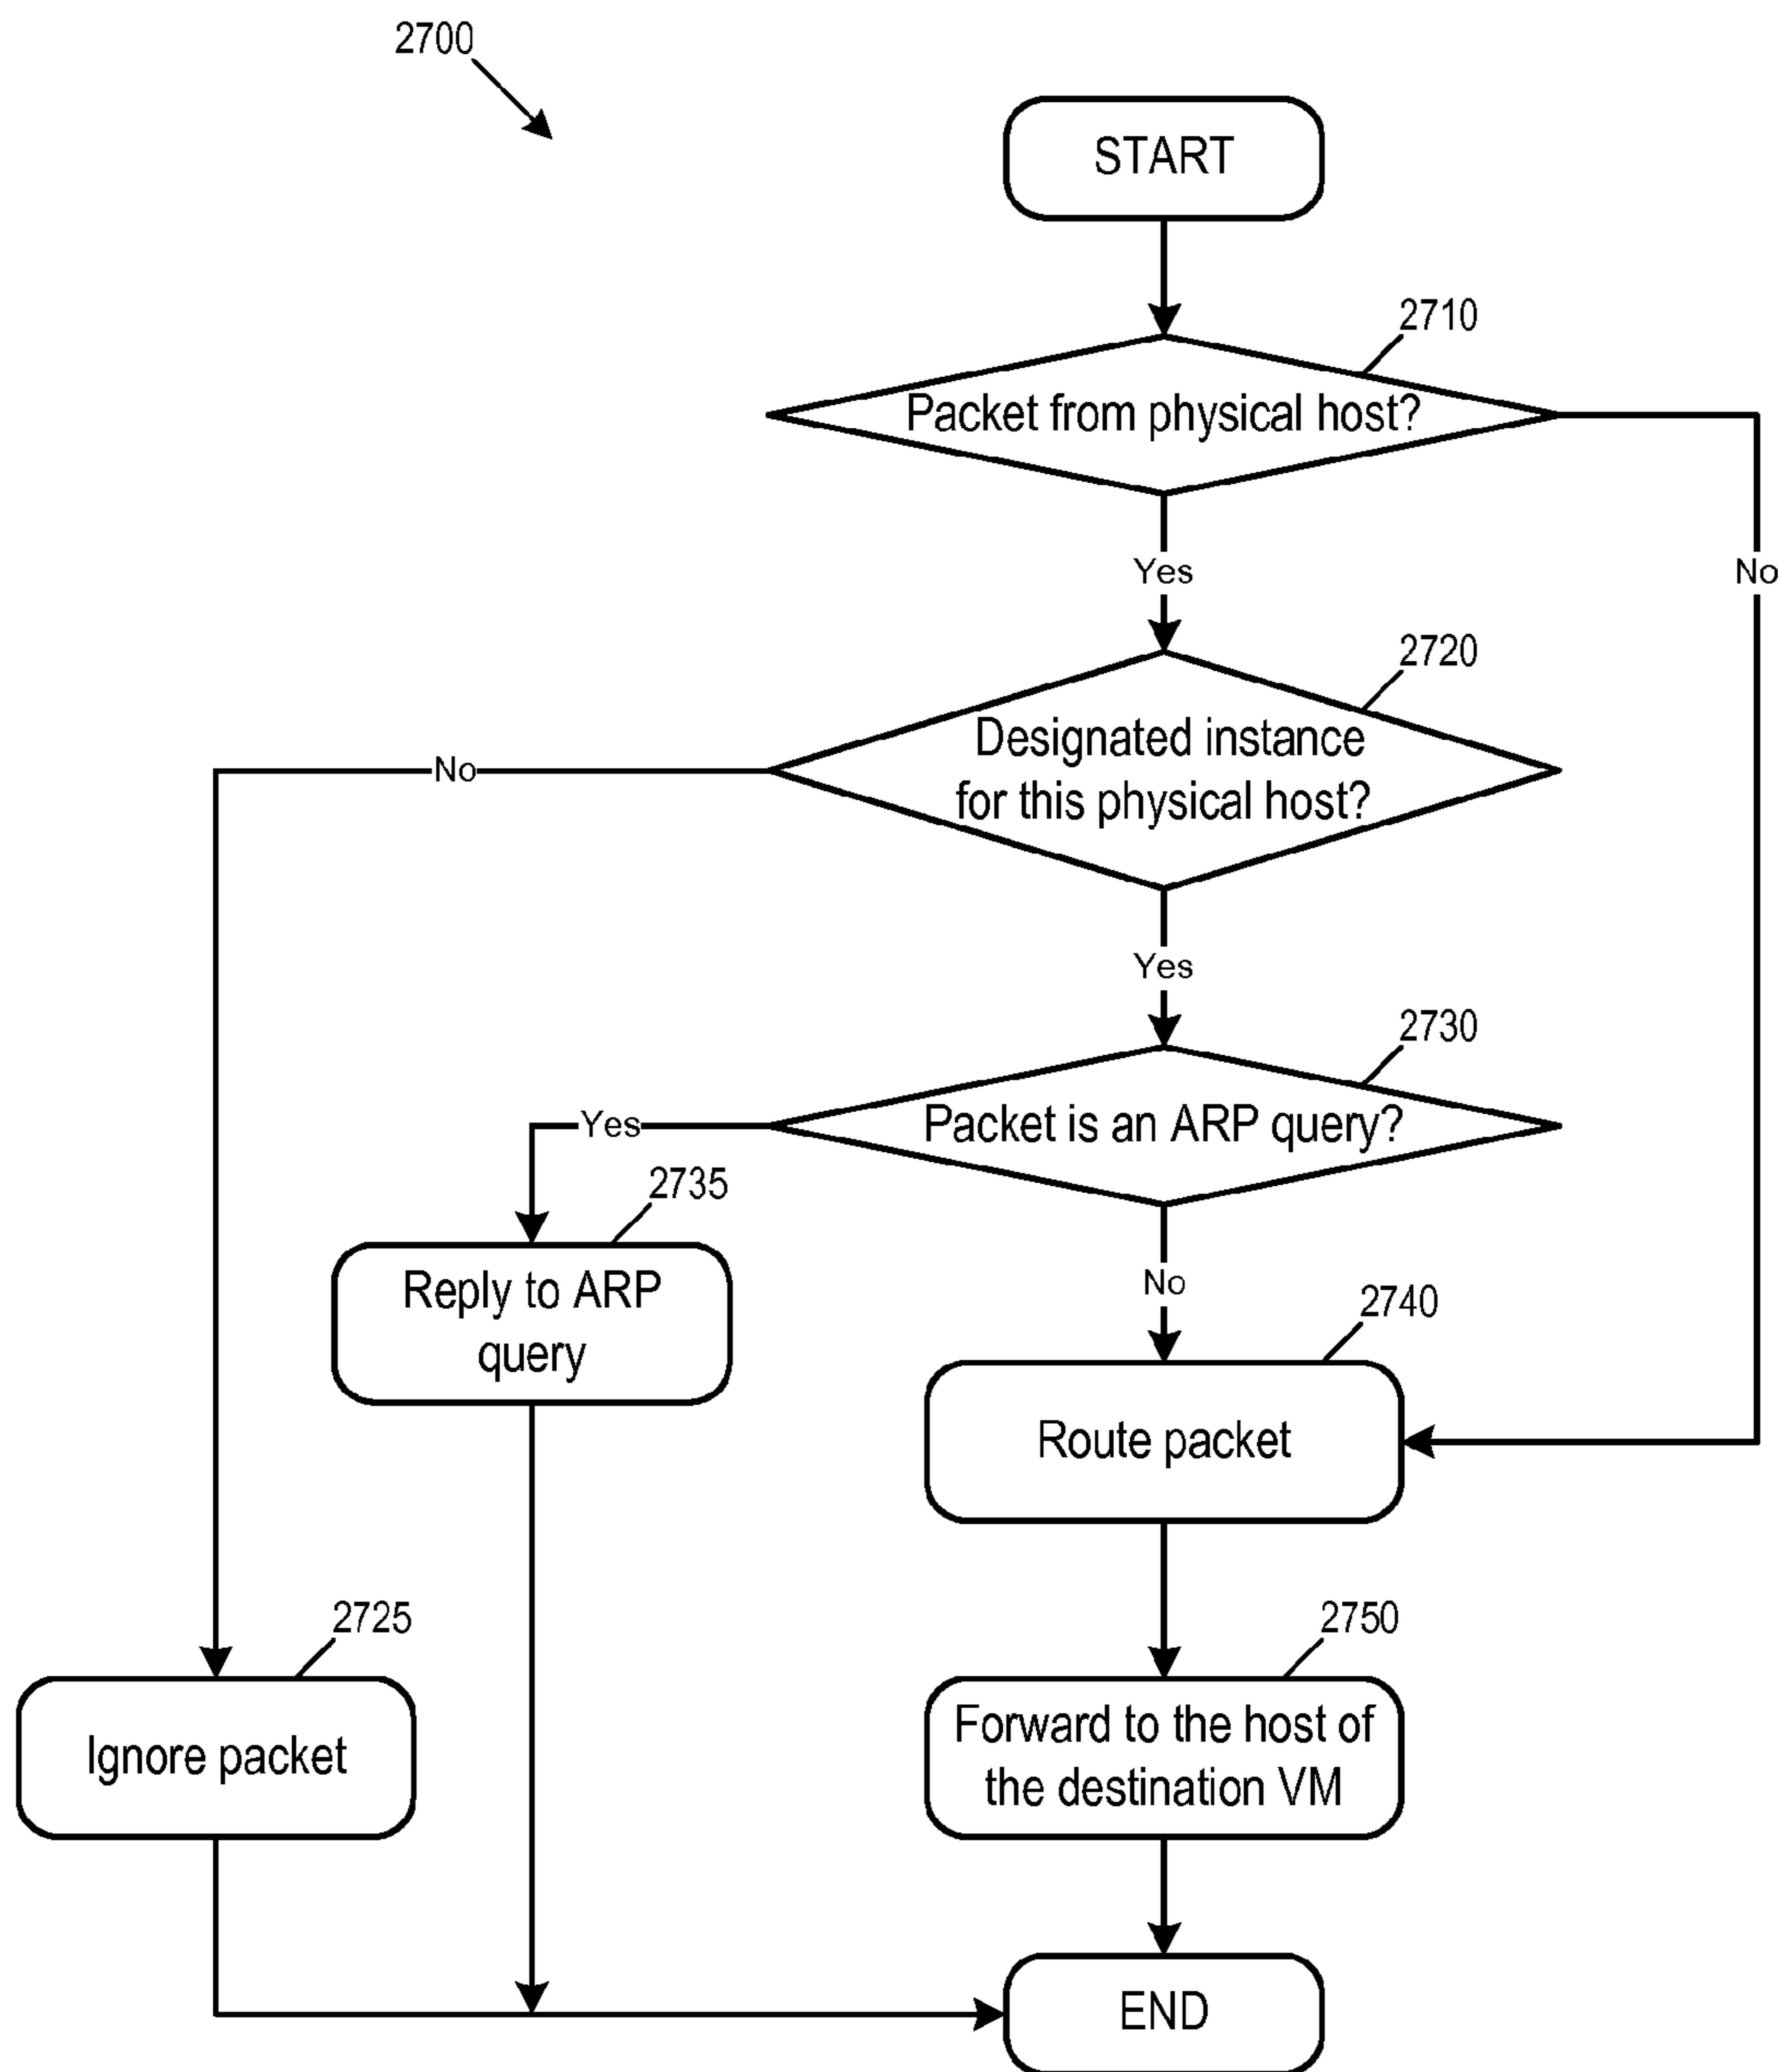 2700
START
2710
Packet from physical host?
Yes
No
2720
Designated instance
for this physical host?
No
Yes
2730
Packet is an ARP query?
Yes
2735
Reply to ARP
query
No
2740
Route packet
2725
Ignore packet
2750
Forward to the host of
the destination VM
END